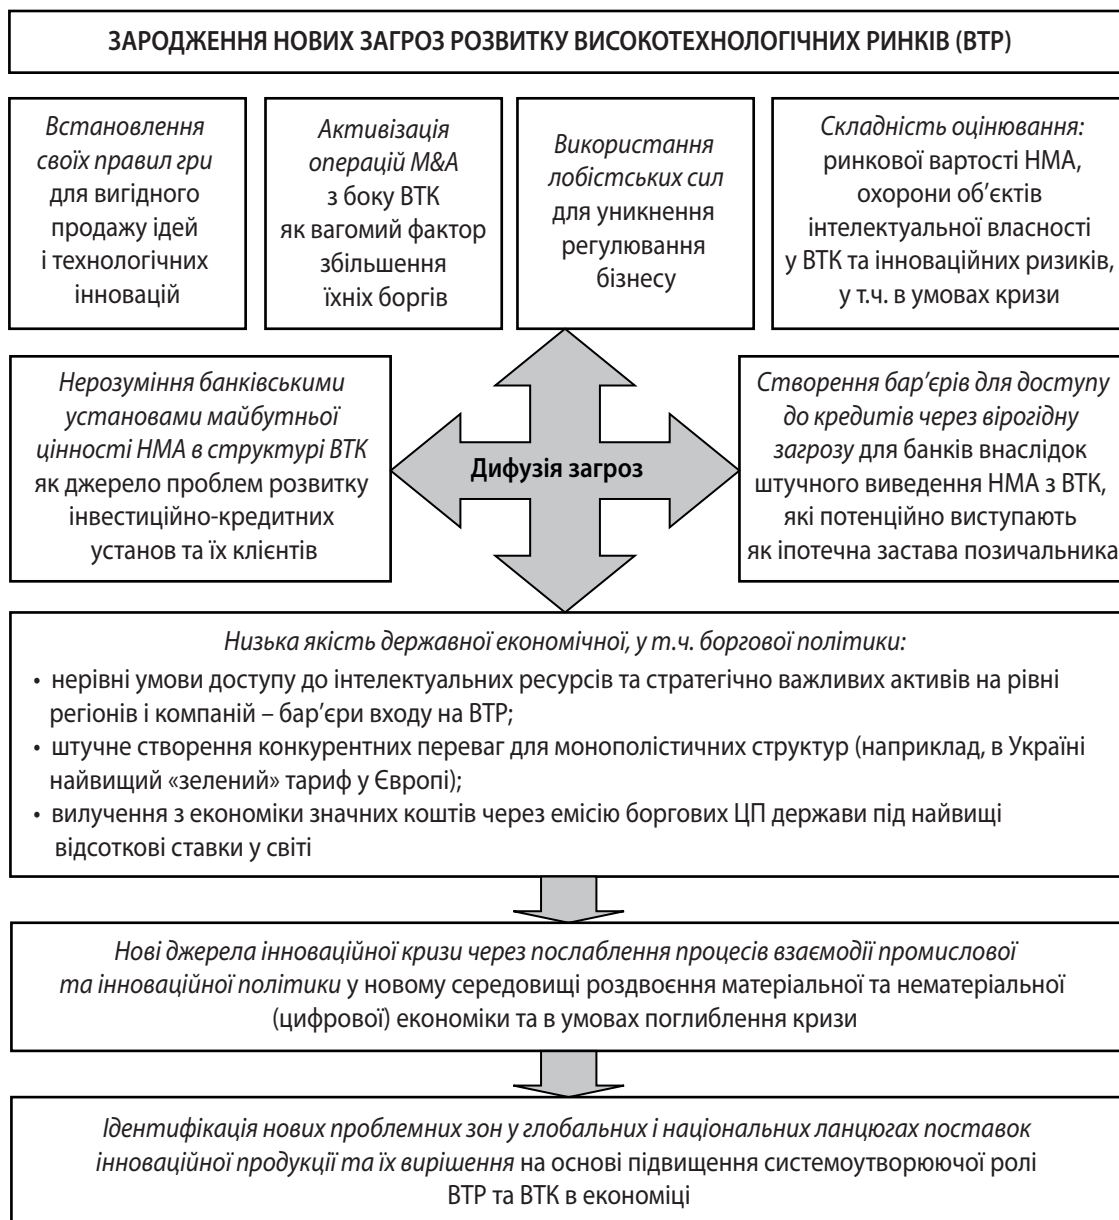 ЗАРОДЖЕННЯ НОВИХ ЗАГРОЗ РОЗВИТКУ ВИСОКОТЕХНОЛОГІЧНИХ РИНКІВ (ВТР)
Встановлення
своїх правил гри
для вигідного
продажу ідей
і технологічних
інновацій
Активізація
операцій M&A
з боку ВТК
як вагомий фактор
збільшення
їхніх боргів
Використання
лобістських сил
для уникнення
регулювання
бізнесу
Складність оцінювання:
ринкової вартості НМА,
охорони об’єктів
інтелектуальної власності
у ВТК та інноваційних ризиків,
у т.ч. в умовах кризи
Нерозуміння банківськими
установами майбутньої
цінності НМА в структурі ВТК
як джерело проблем розвитку
інвестиційно-кредитних
установ та їх клієнтів
Дифузія загроз
Створення бар’єрів для доступу
до кредитів через вірогідну
загрозу для банків внаслідок
штучного виведення НМА з ВТК,
які потенційно виступають
як іпотечна застава позичальника
Низька якість державної економічної, у т.ч. боргової політики:
• нерівні умови доступу до інтелектуальних ресурсів та стратегічно важливих активів на рівні
регіонів і компаній – бар’єри входу на ВТР;
• штучне створення конкурентних переваг для монополістичних структур (наприклад, в Україні
найвищий «зелений» тариф у Європі);
• вилучення з економіки значних коштів через емісію боргових ЦП держави під найвищі
відсоткові ставки у світі
Нові джерела інноваційної кризи через послаблення процесів взаємодії промислової
та інноваційної політики у новому середовищі роздвоєння матеріальної та нематеріальної
(цифрової) економіки та в умовах поглиблення кризи
Ідентифікація нових проблемних зон у глобальних і національних ланцюгах поставок
інноваційної продукції та їх вирішення на основі підвищення системоутворюючої ролі
ВТР та ВТК в економіці